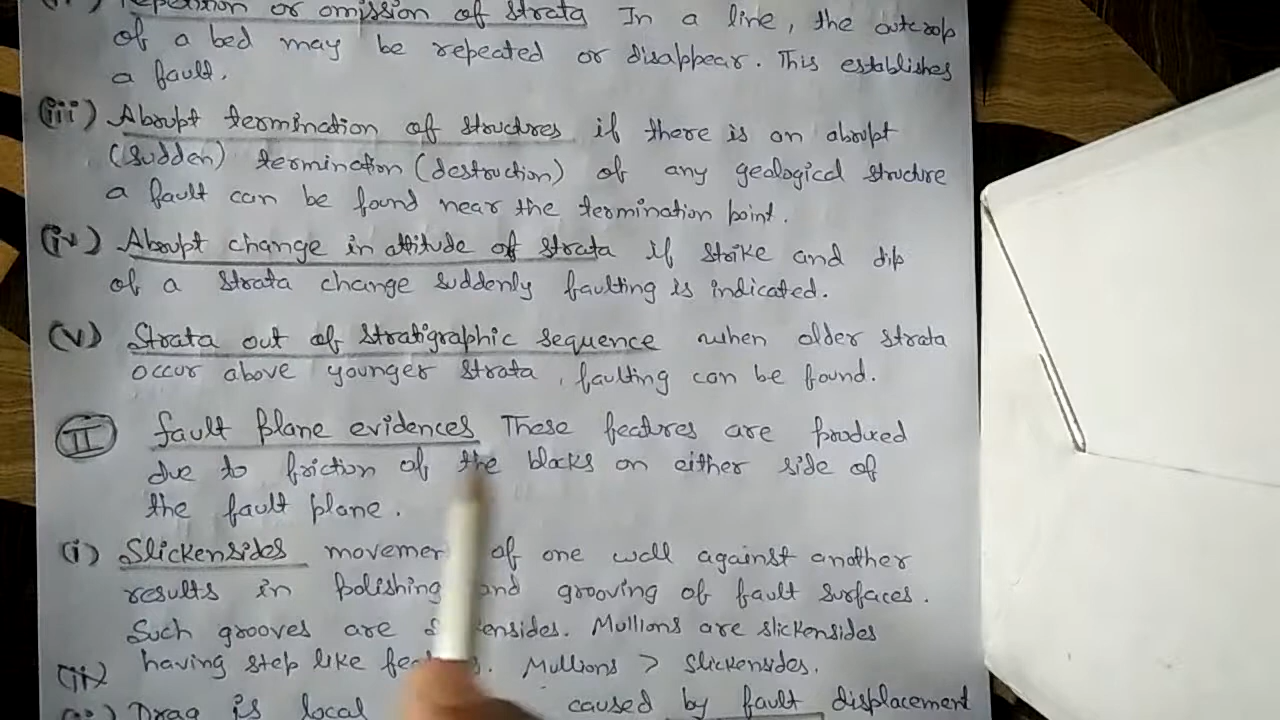 Repetition or omission of strata In a line, the outcrop
of a bed may be repeated or disappear. This establishes
a fault.
(iii) Abrupt termination of structures if there is an abrupt
(sudden) termination (destruction) of any geological structure
a fault can be found near the termination point.
(iv) Abrupt change in attitude of strata if strike and dip
of a strata change suddenly faulting is indicated.
(v) Strata out of stratigraphic sequence when older strata
occur above younger strata, faulting can be found.
II fault plane evidences These features are produced
due to friction of the blocks on either side of
the fault plane.
(i) Slickensides movemen of one wall against another
results in polishing and grooving of fault surfaces.
Such grooves are ensides. Mullions are slickensides
(ii) having step like fe . Mullions > slickensides.
Drag is local caused by fault displacement